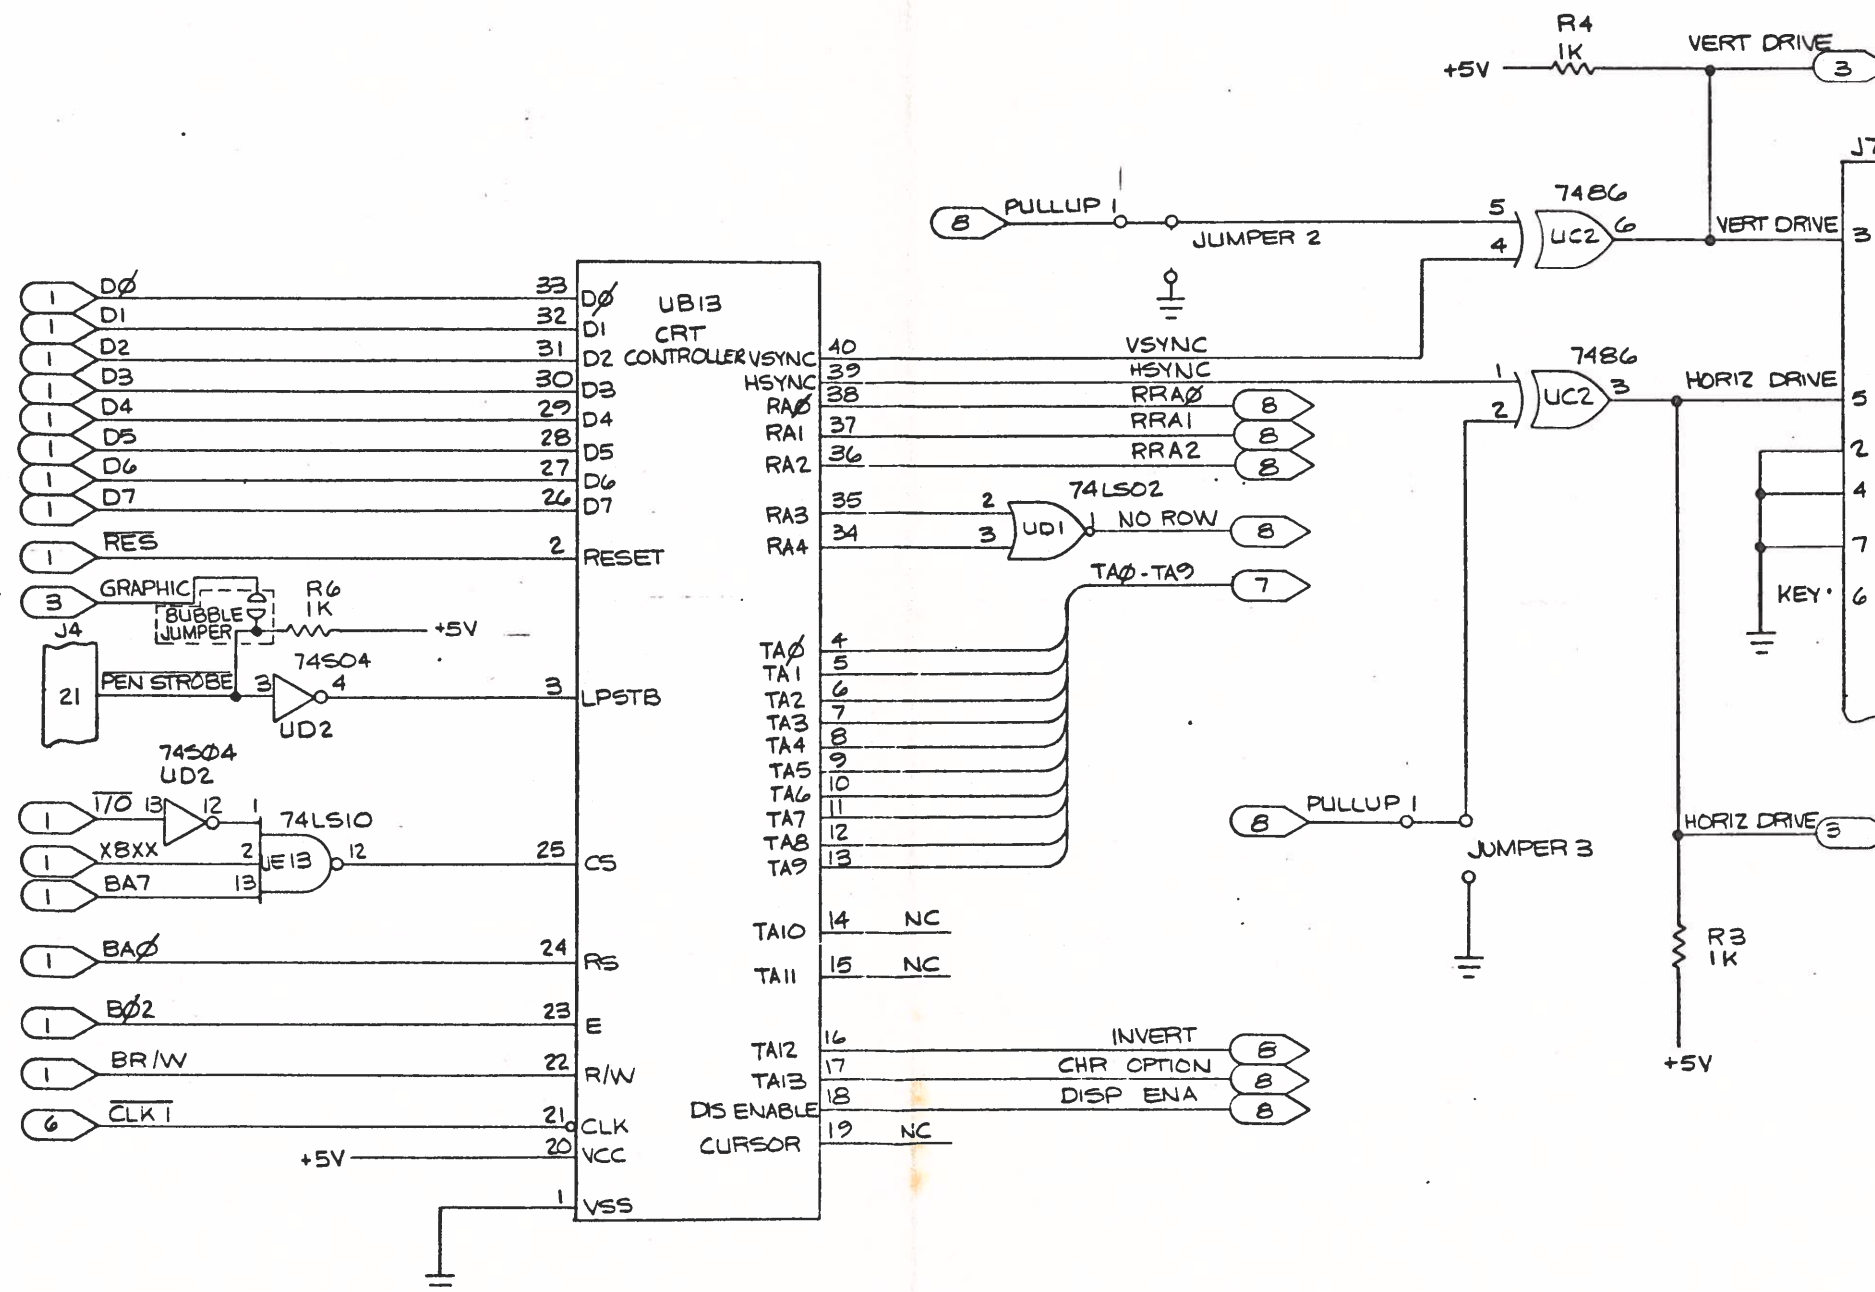 R4
1K
+5V
VERT DRIVE
3
J7
8
PULLUP 1
JUMPER 2
5
4
7486
UC2
6
VERT DRIVE
3
1
DØ
33
DØ
1
D1
32
D1
1
D2
31
D2
1
D3
30
D3
1
D4
29
D4
1
D5
28
D5
1
D6
27
D6
1
D7
26
D7
1
RES
2
RESET
3
GRAPHIC
BUBBLE
JUMPER
R6
1K
+5V
J4
21
PEN STROBE
3
74S04
4
UD2
3
LPSTB
74SØ4
UD2
1
I/O
13
12
1
74LS10
1
X8XX
2
UE13
12
25
CS
1
BA7
13
1
BAØ
24
RS
1
BØ2
23
E
1
BR/W
22
R/W
6
CLK 1
21
CLK
+5V
20
VCC
1
VSS
UB13
CRT
CONTROLLER
VSYNC
40
VSYNC
HSYNC
39
HSYNC
RAØ
38
RRAØ
8
RA1
37
RRA1
8
RA2
36
RRA2
8
RA3
35
2
74LS02
UD1
1
NO ROW
8
RA4
34
3
TAØ-TA9
7
TAØ
4
TA1
5
TA2
6
TA3
7
TA4
8
TA5
9
TA6
10
TA7
11
TA8
12
TA9
13
TA10
14
NC
TA11
15
NC
TA12
16
INVERT
8
TA13
17
CHR OPTION
8
DIS ENABLE
18
DISP ENA
8
CURSOR
19
NC
1
2
7486
UC2
3
HORIZ DRIVE
5
2
4
7
KEY
6
8
PULLUP 1
JUMPER 3
HORIZ DRIVE
3
R3
1K
+5V